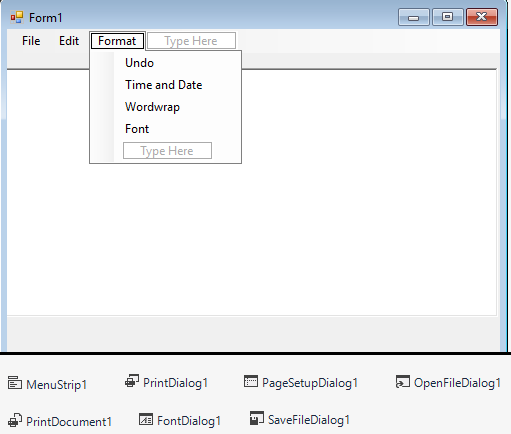 Form1
File Edit Format Type Here
Undo
Time and Date
Wordwrap
Font
Type Here
MenuStrip1 PrintDialog1 PageSetupDialog1 OpenFileDialog1
PrintDocument1 FontDialog1 SaveFileDialog1